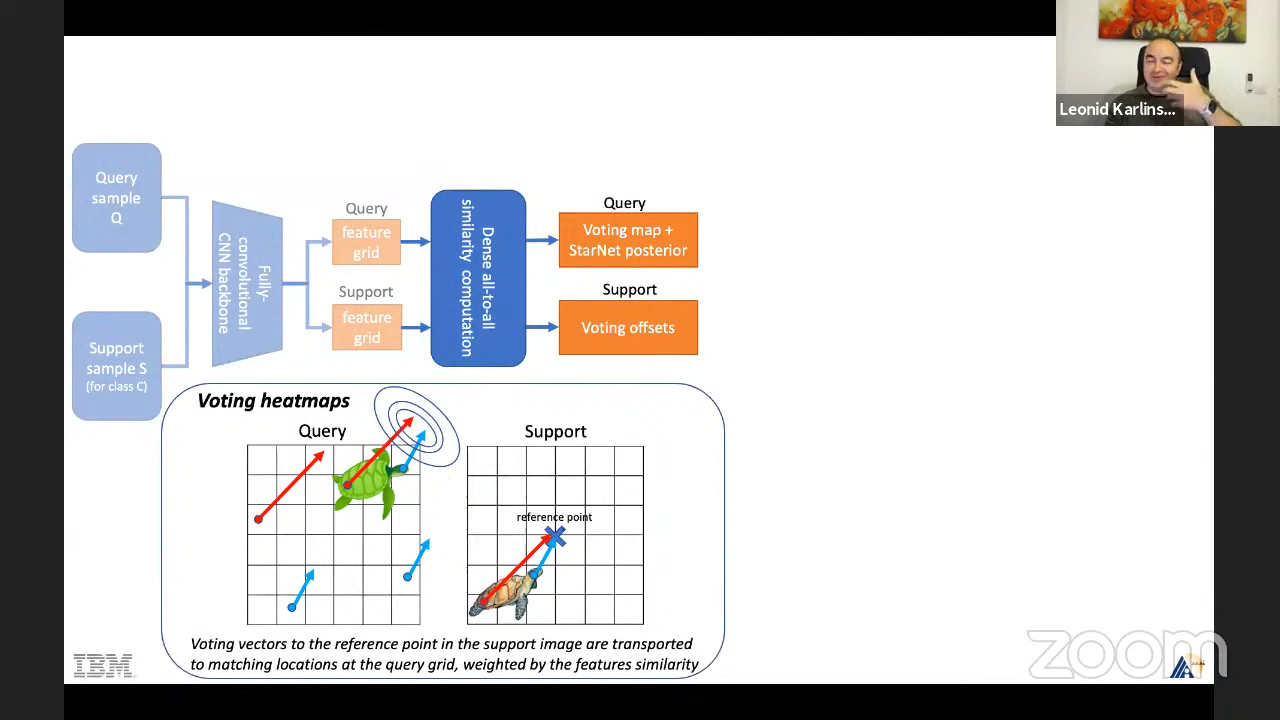 Leonid Karlins...
Query
sample
Q
Support
sample S
(for class C)
Fully-
convolutional
CNN backbone
Query
feature
grid
Support
feature
grid
Dense all-to-all
similarity computation
Query
Voting map +
StarNet posterior
Support
Voting offsets
Voting heatmaps
Query
Support
reference point
Voting vectors to the reference point in the support image are transported
to matching locations at the query grid, weighted by the features similarity
IBM
zoom